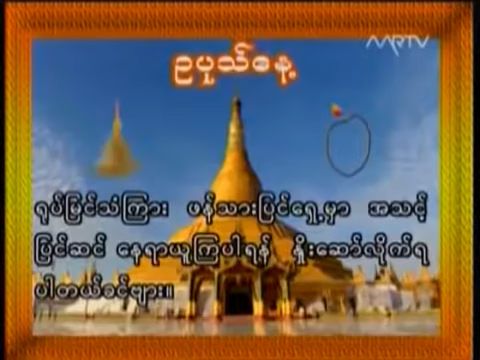 MRTV
ဥပုသ်နေ့
ရုပ်မြင်သံကြား ဖန်သားပြင်ရှေ့မှာ အသင့်
ပြင်ဆင် နေရာယူကြပါရန် နှိုးဆော်လိုက်ရ
ပါတယ်ခင်ဗျား။